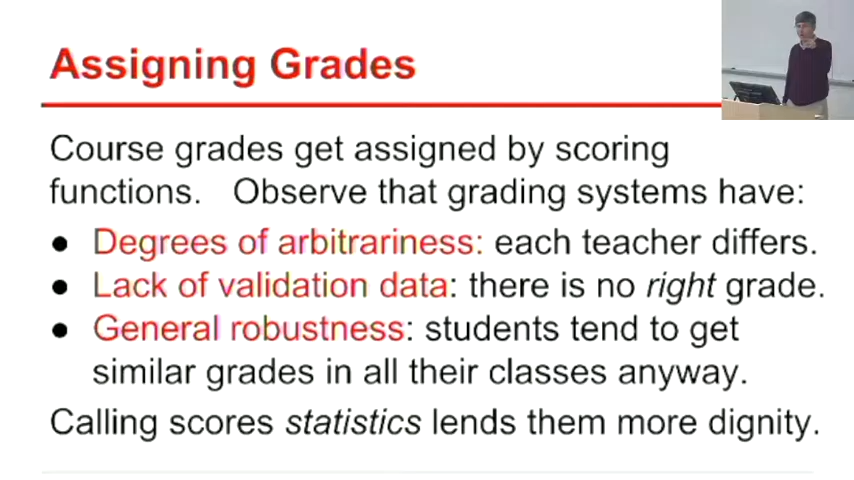 Assigning Grades
Course grades get assigned by scoring
functions. Observe that grading systems have:
● Degrees of arbitrariness: each teacher differs.
● Lack of validation data: there is no right grade.
● General robustness: students tend to get
similar grades in all their classes anyway.
Calling scores statistics lends them more dignity.